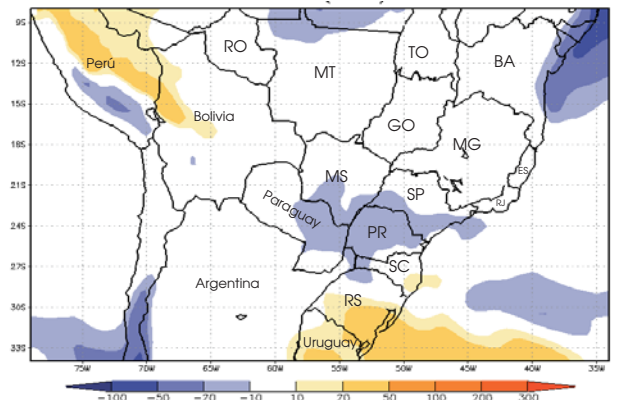 9S
12S
15S
18S
21S
24S
27S
30S
33S
Perú
RO
MT
TO
BA
Bolivia
GO
MG
MS
ES
SP
RJ
Paraguay
PR
SC
Argentina
RS
Uruguay
75W 70W 65W 60W 55W 50W 45W 40W 35W
-100 -50 -20 -10 10 20 50 100 200 300